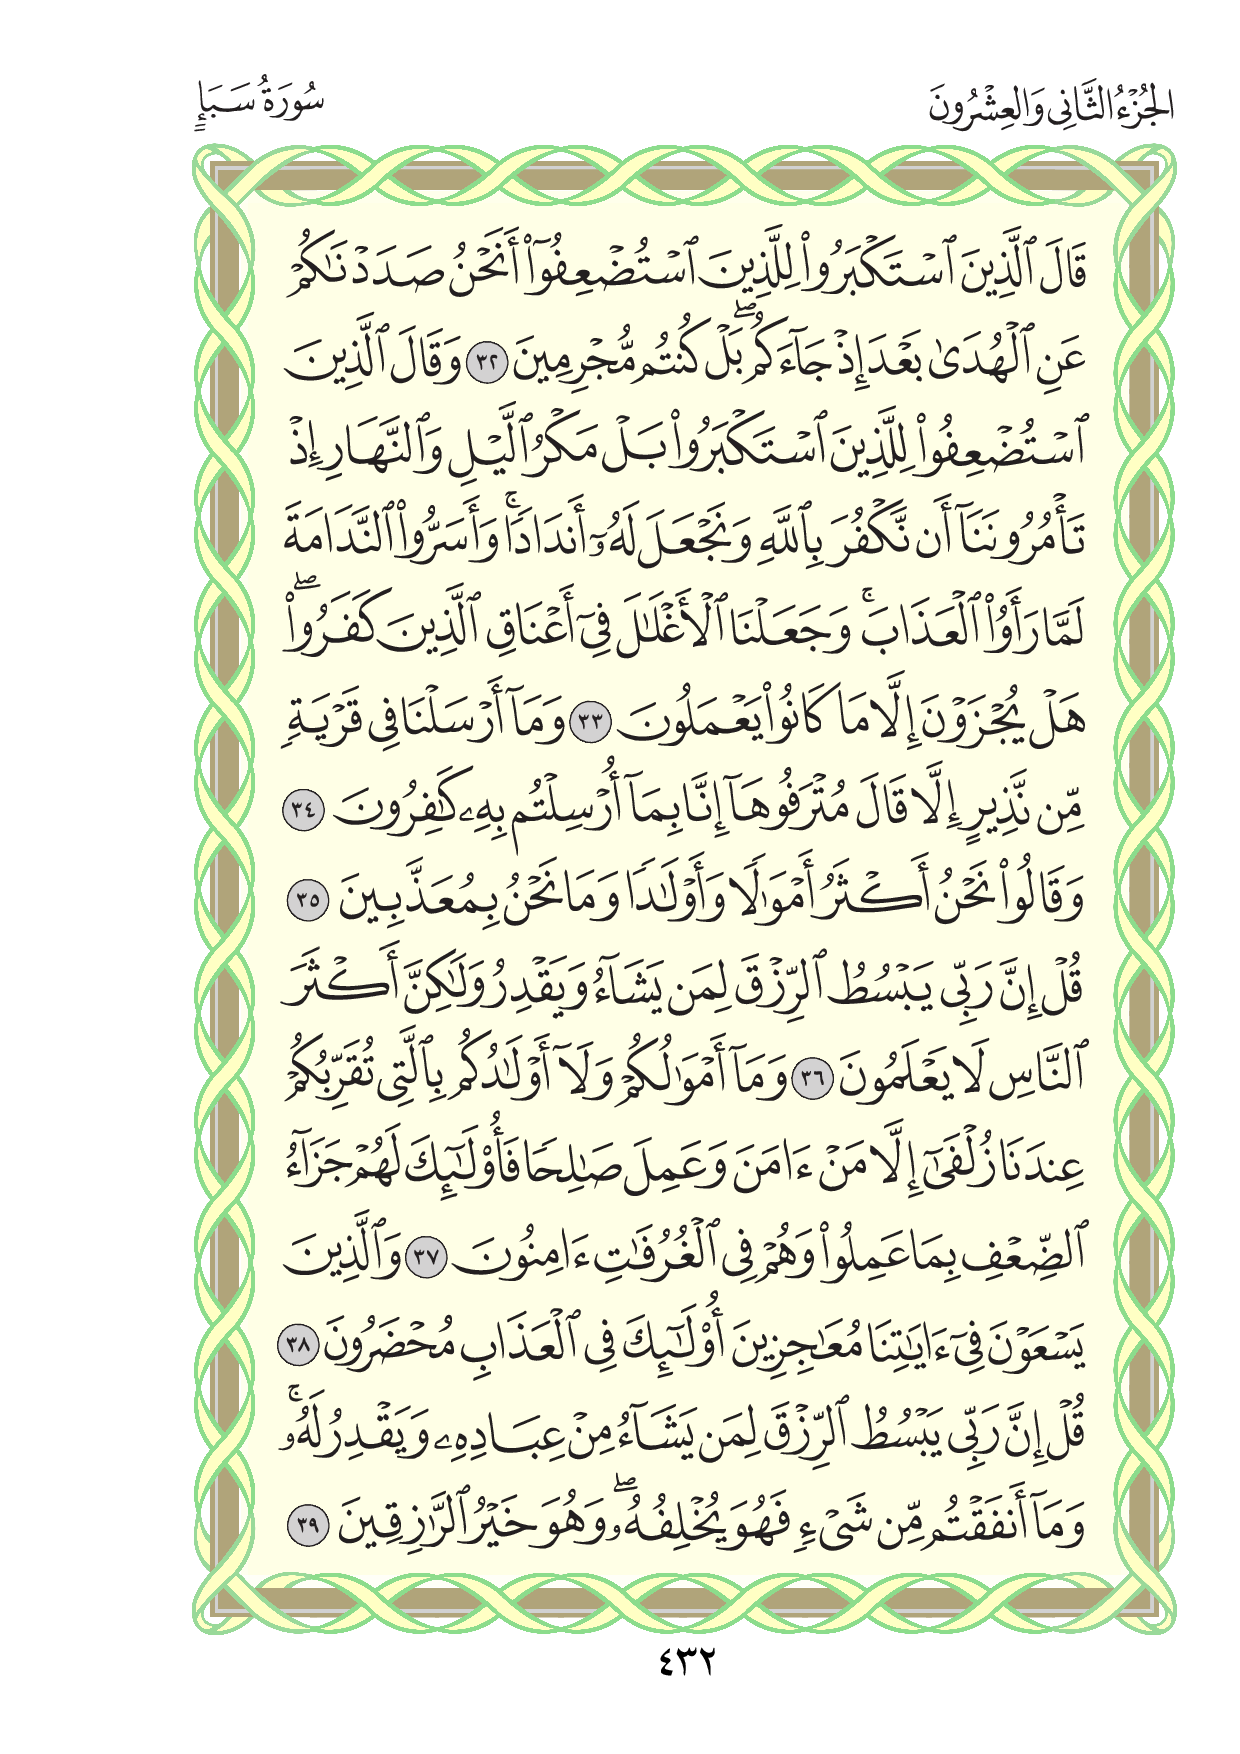 الجُزْءُ الثَّانِي وَالعِشْرُونَ
سُورَةُ سَبَإٍ
قَالَ ٱلَّذِينَ ٱسۡتَكۡبَرُواْ لِلَّذِينَ ٱسۡتُضۡعِفُوٓاْ أَنَحۡنُ صَدَدۡنَٰكُمۡ
عَنِ ٱلۡهُدَىٰ بَعۡدَ إِذۡ جَآءَكُمۖ بَلۡ كُنتُم مُّجۡرِمِينَ ٣٢ وَقَالَ ٱلَّذِينَ
ٱسۡتُضۡعِفُواْ لِلَّذِينَ ٱسۡتَكۡبَرُواْ بَلۡ مَكۡرُ ٱلَّيۡلِ وَٱلنَّهَارِ إِذۡ
تَأۡمُرُونَنَآ أَن نَّكۡفُرَ بِٱللَّهِ وَنَجۡعَلَ لَهُۥٓ أَندَادٗاۚ وَأَسَرُّواْ ٱلنَّدَامَةَ
لَمَّا رَأَوُاْ ٱلۡعَذَابَۚ وَجَعَلۡنَا ٱلۡأَغۡلَٰلَ فِيٓ أَعۡنَاقِ ٱلَّذِينَ كَفَرُواْۖ
هَلۡ يُجۡزَوۡنَ إِلَّا مَا كَانُواْ يَعۡمَلُونَ ٣٣ وَمَآ أَرۡسَلۡنَا فِي قَرۡيَةٖ
مِّن نَّذِيرٍ إِلَّا قَالَ مُتۡرَفُوهَآ إِنَّا بِمَآ أُرۡسِلۡتُم بِهِۦ كَٰفِرُونَ ٣٤
وَقَالُواْ نَحۡنُ أَكۡثَرُ أَمۡوَٰلٗا وَأَوۡلَٰدٗا وَمَا نَحۡنُ بِمُعَذَّبِينَ ٣٥
قُلۡ إِنَّ رَبِّي يَبۡسُطُ ٱلرِّزۡقَ لِمَن يَشَآءُ وَيَقۡدِرُ وَلَٰكِنَّ أَكۡثَرَ
ٱلنَّاسِ لَا يَعۡلَمُونَ ٣٦ وَمَآ أَمۡوَٰلُكُمۡ وَلَآ أَوۡلَٰدُكُم بِٱلَّتِي تُقَرِّبُكُمۡ
عِندَنَا زُلۡفَىٰٓ إِلَّا مَنۡ ءَامَنَ وَعَمِلَ صَٰلِحٗا فَأُوْلَٰٓئِكَ لَهُمۡ جَزَآءُ
ٱلضِّعۡفِ بِمَا عَمِلُواْ وَهُمۡ فِي ٱلۡغُرُفَٰتِ ءَامِنُونَ ٣٧ وَٱلَّذِينَ
يَسۡعَوۡنَ فِيٓ ءَايَٰتِنَا مُعَٰجِزِينَ أُوْلَٰٓئِكَ فِي ٱلۡعَذَابِ مُحۡضَرُونَ ٣٨
قُلۡ إِنَّ رَبِّي يَبۡسُطُ ٱلرِّزۡقَ لِمَن يَشَآءُ مِنۡ عِبَادِهِۦ وَيَقۡدِرُ لَهُۥۚ
وَمَآ أَنفَقۡتُم مِّن شَيۡءٖ فَهُوَ يُخۡلِفُهُۥۖ وَهُوَ خَيۡرُ ٱلرَّٰزِقِينَ ٣٩
٤٣٢